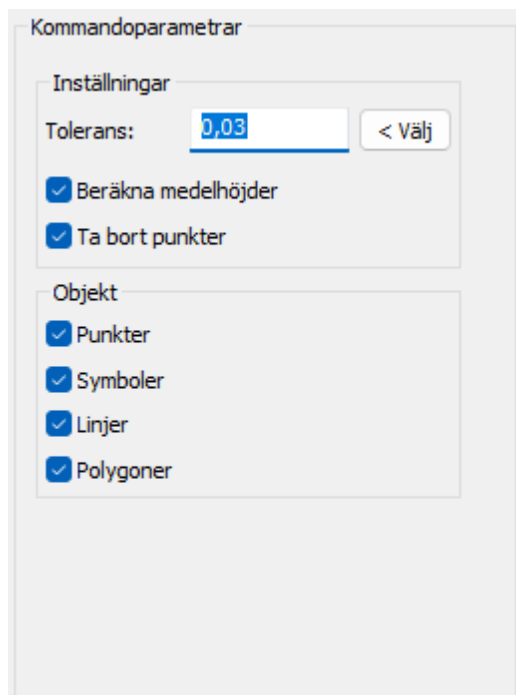 Kommandoparametrar
Inställningar
Tolerans: 0,03 < Välj
Beräkna medelhöjder
Ta bort punkter
Objekt
Punkter
Symboler
Linjer
Polygoner